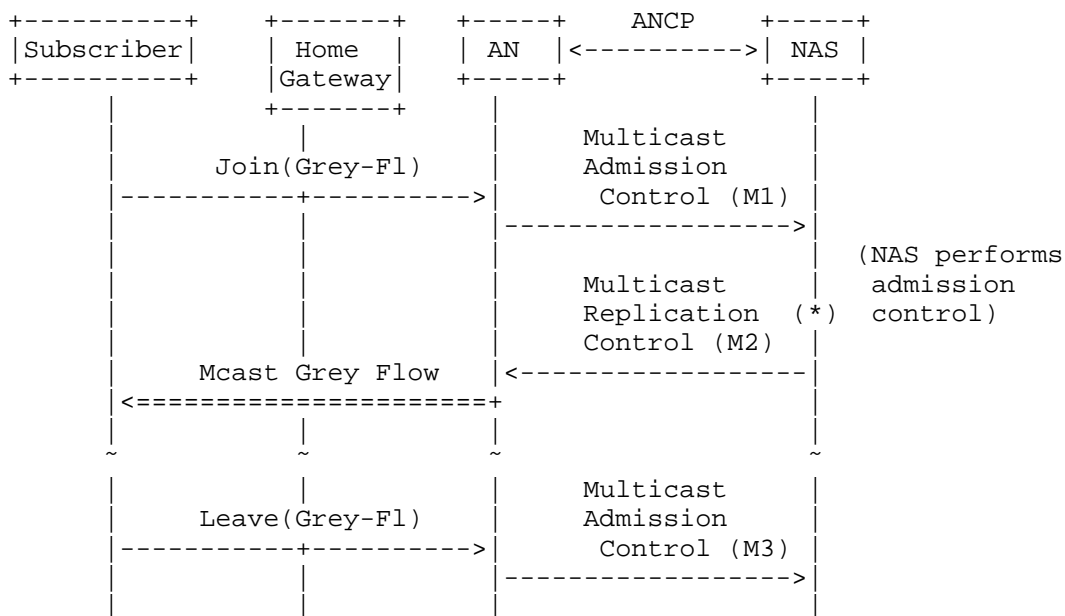 ANCP
Subscriber Home AN NAS
Gateway
Multicast
Join(Grey-Fl) Admission
Control (M1)
(NAS performs
Multicast admission
Replication (*) control)
Control (M2)
Mcast Grey Flow
Multicast
Leave(Grey-Fl) Admission
Control (M3)